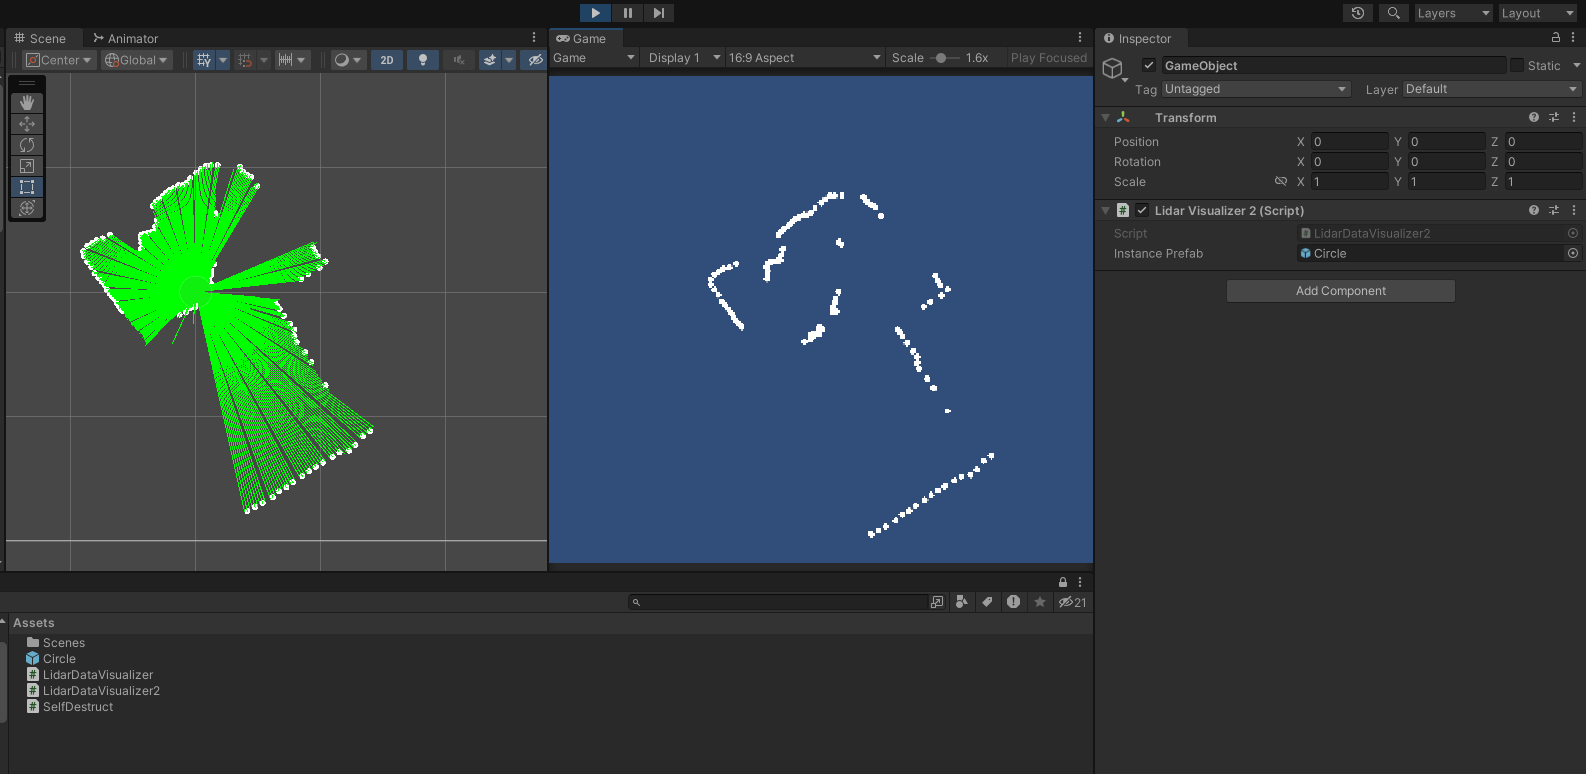 Layers
Layout
Scene
Animator
Game
Inspector
Center
Global
2D
Game
Display 1
16:9 Aspect
Scale
1.6x
Play Focused
GameObject
Static
Tag
Untagged
Layer
Default
Transform
Position
X
0
Y
0
Z
0
Rotation
X
0
Y
0
Z
0
Scale
X
1
Y
1
Z
1
Lidar Visualizer 2 (Script)
Script
LidarDataVisualizer2
Instance Prefab
Circle
Add Component
21
Assets
Scenes
Circle
LidarDataVisualizer
LidarDataVisualizer2
SelfDestruct